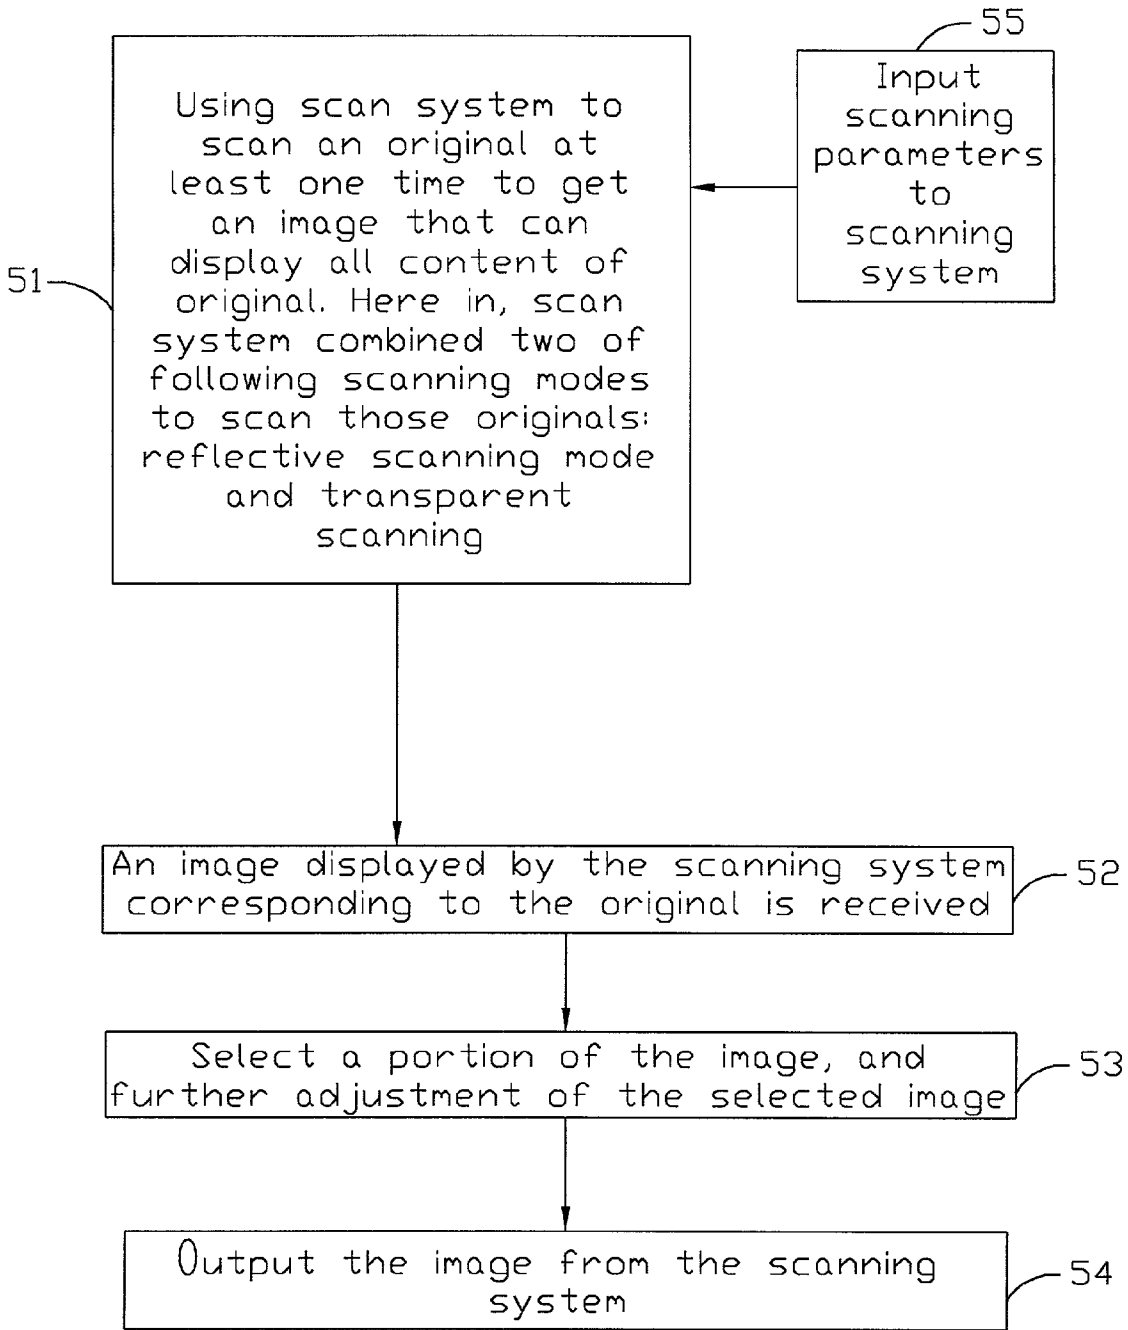 55
Input
scanning
parameters
to
scanning
system
51
Using scan system to
scan an original at
least one time to get
an image that can
display all content of
original. Here in, scan
system combined two of
following scanning modes
to scan those originals:
reflective scanning mode
and transparent
scanning
An image displayed by the scanning system
corresponding to the original is received
52
Select a portion of the image, and
further adjustment of the selected image
53
Output the image from the scanning
system
54